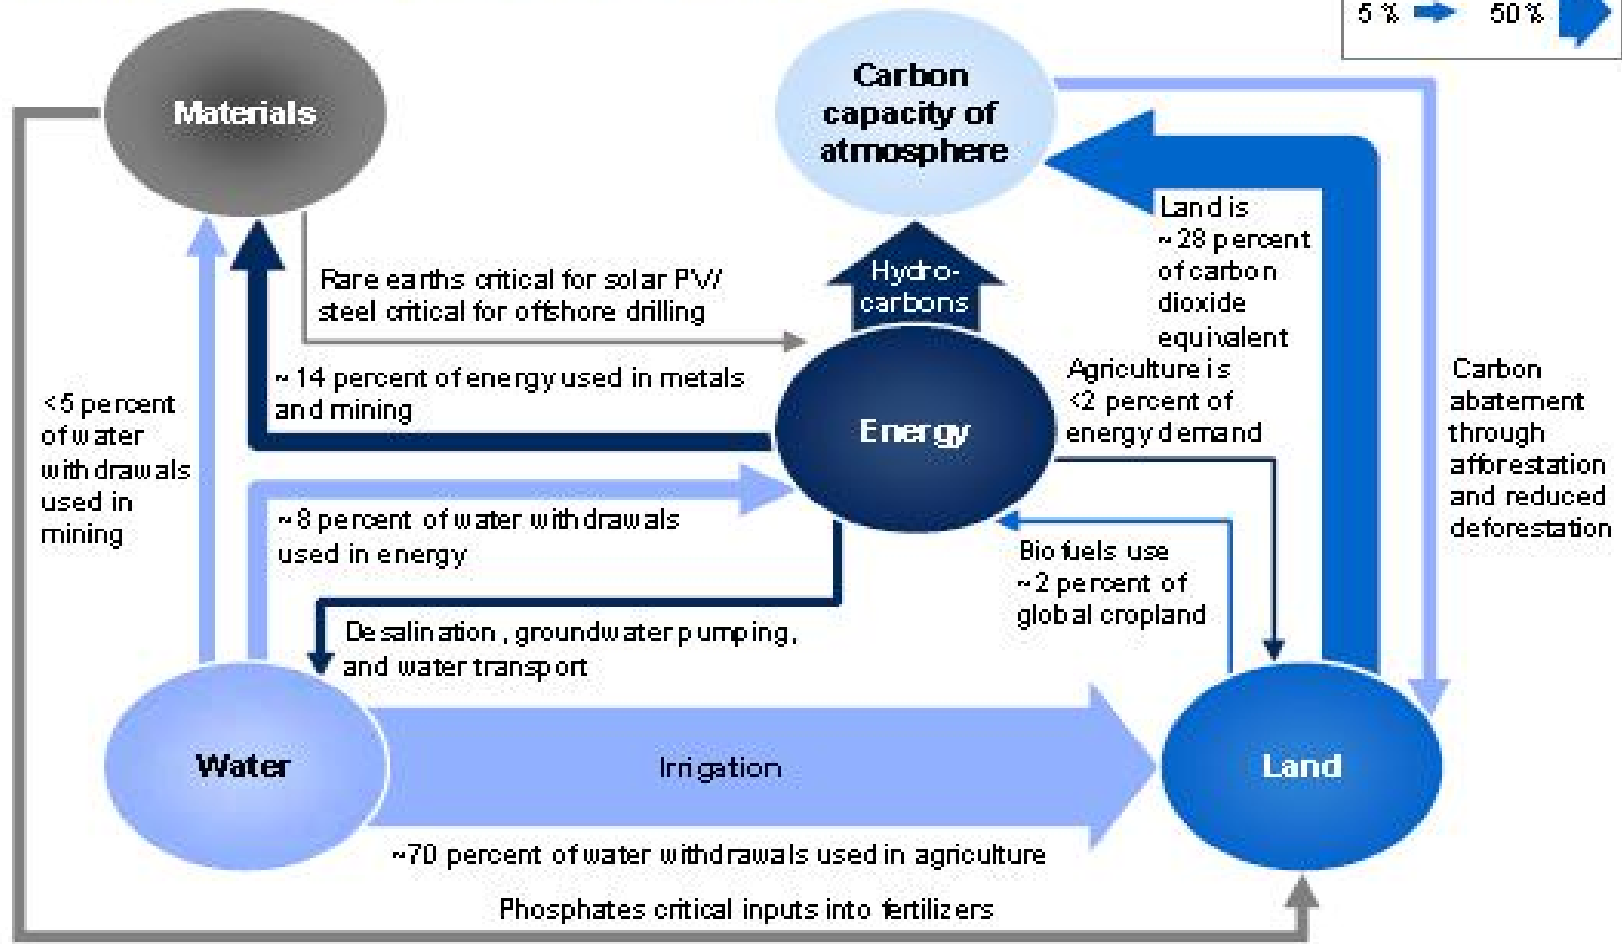 5 %
50 %
Materials
Carbon
capacity of
atmosphere
Land is
~28 percent
of carbon
dioxide
equivalent
Hydro-
carbons
Rare earths critical for solar PV/
steel critical for offshore drilling
~14 percent of energy used in metals
and mining
Agriculture is
<2 percent of
energy demand
Carbon
abatement
through
afforestation
and reduced
deforestation
<5 percent
of water
withdrawals
used in
mining
Energy
~8 percent of water withdrawals
used in energy
Biofuels use
~2 percent of
global cropland
Desalination, groundwater pumping,
and water transport
Water
Irrigation
Land
~70 percent of water withdrawals used in agriculture
Phosphates critical inputs into fertilizers